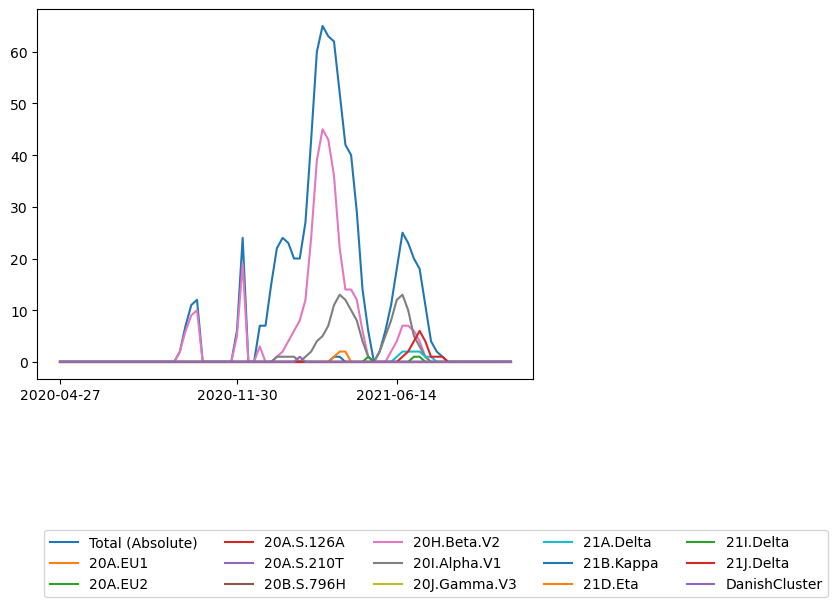 60
50
40
30
20
10
0
2020-04-27 2020-11-30 2021-06-14
Total (Absolute) 20A.S.126A 20H.Beta.V2 21A.Delta 21I.Delta
20A.EU1 20A.S.210T 20I.Alpha.V1 21B.Kappa 21J.Delta
20A.EU2 20B.S.796H 20J.Gamma.V3 21D.Eta DanishCluster